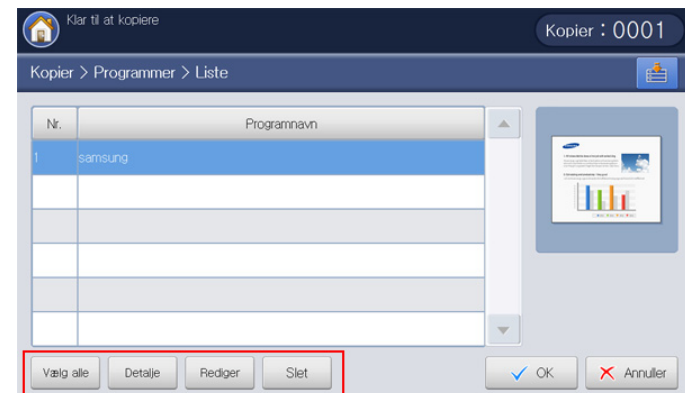 Klar til at kopiere
Kopier : 0001
Kopier > Programmer > Liste
Nr. Programnavn
1 samsung
Vælg alle Detalje Rediger Slet OK Annuller